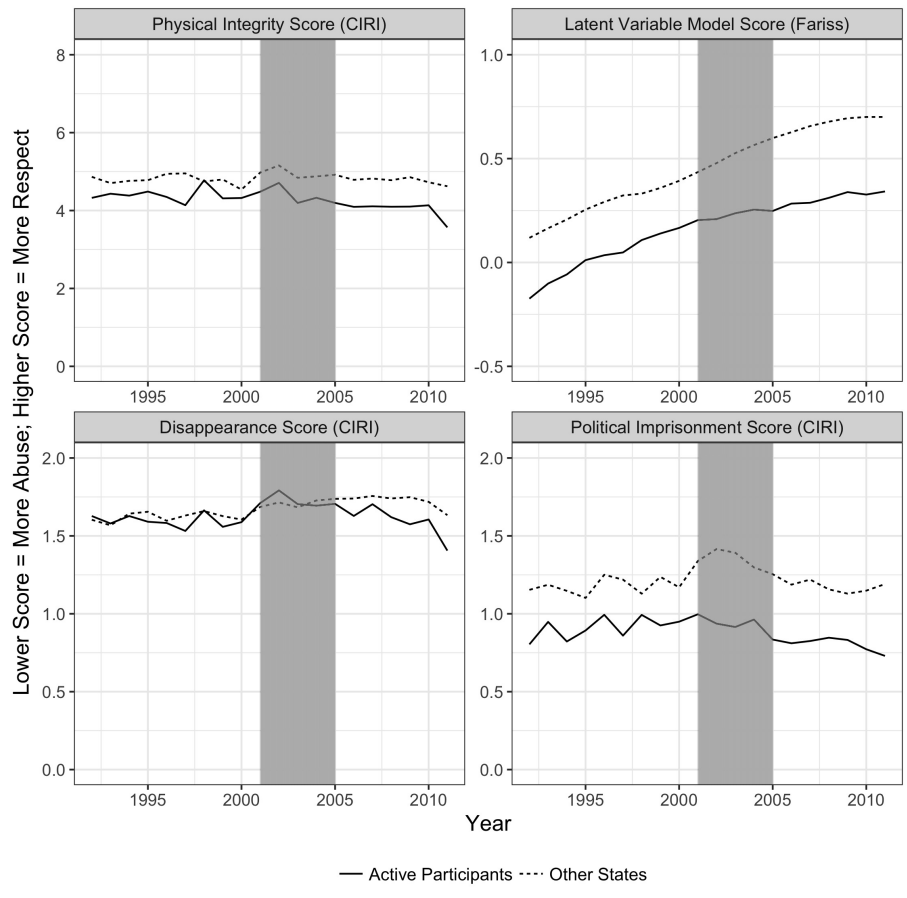 Physical Integrity Score (CIRI)
Latent Variable Model Score (Fariss)
8
6
4
2
0
1.0
0.5
0.0
-0.5
1995 2000 2005 2010
1995 2000 2005 2010
Disappearance Score (CIRI)
Political Imprisonment Score (CIRI)
2.0
1.5
1.0
0.5
0.0
2.0
1.5
1.0
0.5
0.0
1995 2000 2005 2010
1995 2000 2005 2010
Lower Score = More Abuse; Higher Score = More Respect
Year
Active Participants Other States